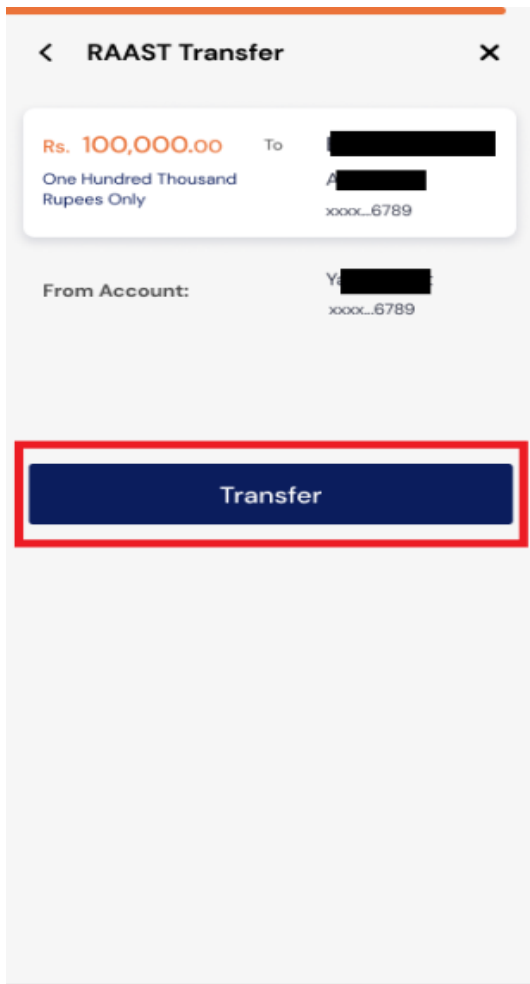 RAAST Transfer
Rs. 100,000.00 To
One Hundred Thousand
Rupees Only
xxxx...6789
From Account:
xxxx...6789
Transfer